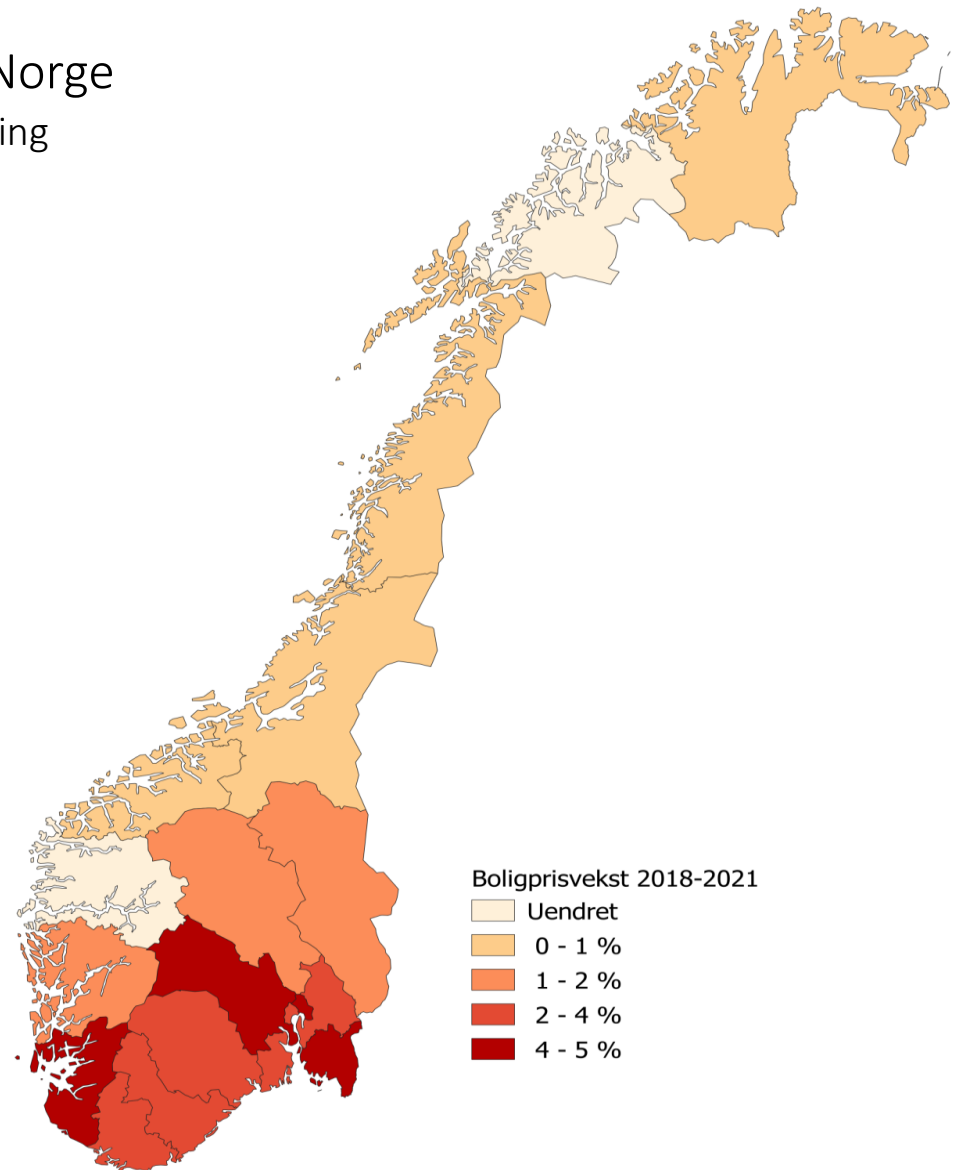 Norge
ing
Boligprisvekst 2018-2021
Uendret
0 - 1 %
1 - 2 %
2 - 4 %
4 - 5 %